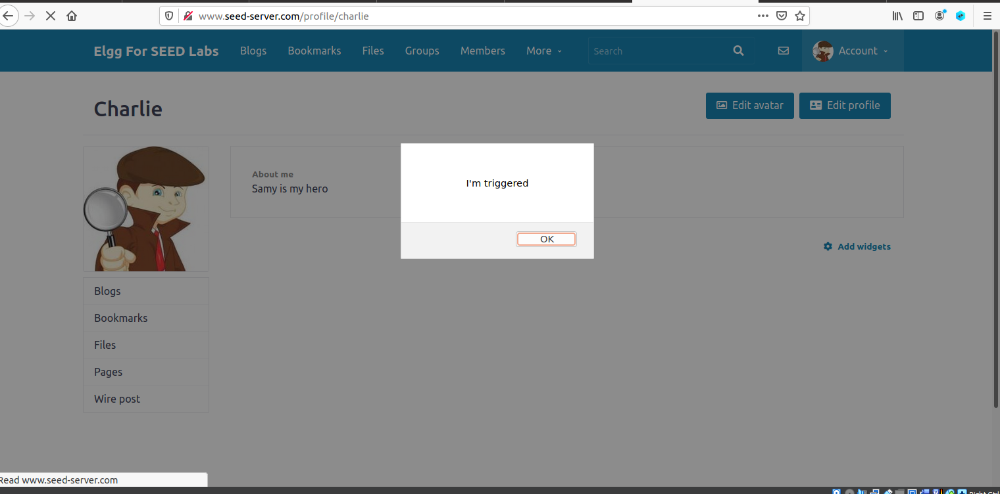 www.seed-server.com/profile/charlie
Elgg For SEED Labs Blogs Bookmarks Files Groups Members More Search Account
Charlie
Edit avatar Edit profile
About me
Samy is my hero
I'm triggered
OK
Add widgets
Blogs
Bookmarks
Files
Pages
Wire post
Read www.seed-server.com
Right Ctrl